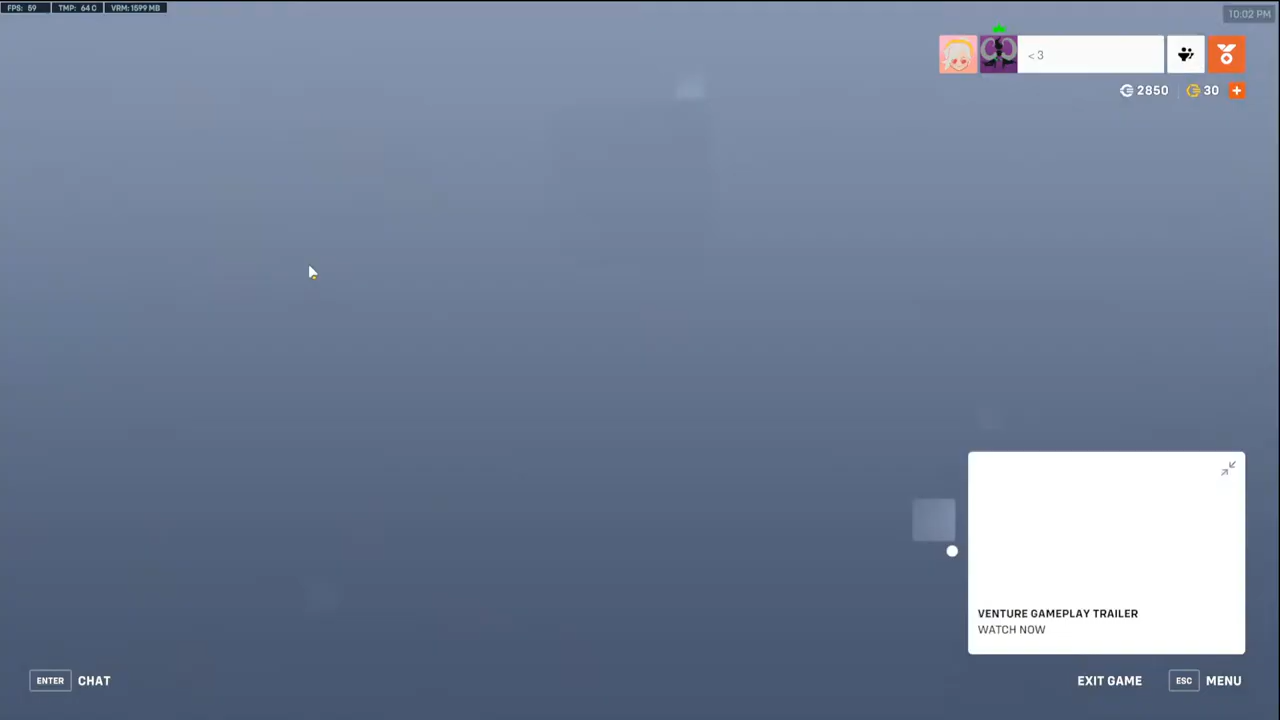 FPS: 59 TMP: 64 C VRM: 1599 MB
10:02 PM
< 3
2850 30 +
VENTURE GAMEPLAY TRAILER
WATCH NOW
ENTER CHAT
EXIT GAME ESC MENU